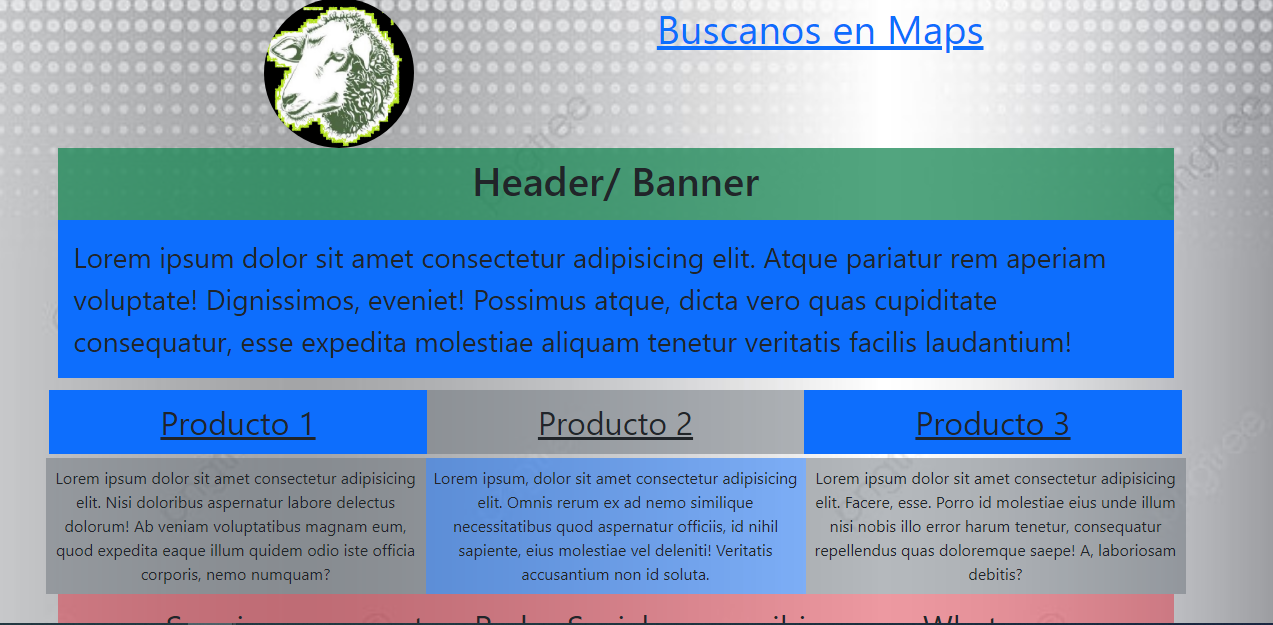 Buscanos en Maps
Header/ Banner
Lorem ipsum dolor sit amet consectetur adipisicing elit. Atque pariatur rem aperiam
voluptate! Dignissimos, eveniet! Possimus atque, dicta vero quas cupiditate
consequatur, esse expedita molestiae aliquam tenetur veritatis facilis laudantium!
Producto 1
Producto 2
Producto 3
Lorem ipsum dolor sit amet consectetur adipisicing
elit. Nisi doloribus aspernatur labore delectus
dolorum! Ab veniam voluptatibus magnam eum,
quod expedita eaque illum quidem odio iste officia
corporis, nemo numquam?
Lorem ipsum, dolor sit amet consectetur adipisicing
elit. Omnis rerum ex ad nemo similique
necessitatibus quod aspernatur officiis, id nihil
sapiente, eius molestiae vel deleniti! Veritatis
accusantium non id soluta.
Lorem ipsum dolor sit amet consectetur adipisicing
elit. Facere, esse. Porro id molestiae eius unde illum
nisi nobis illo error harum tenetur, consequatur
repellendus quas doloremque saepe! A, laboriosam
debitis?
pngtree